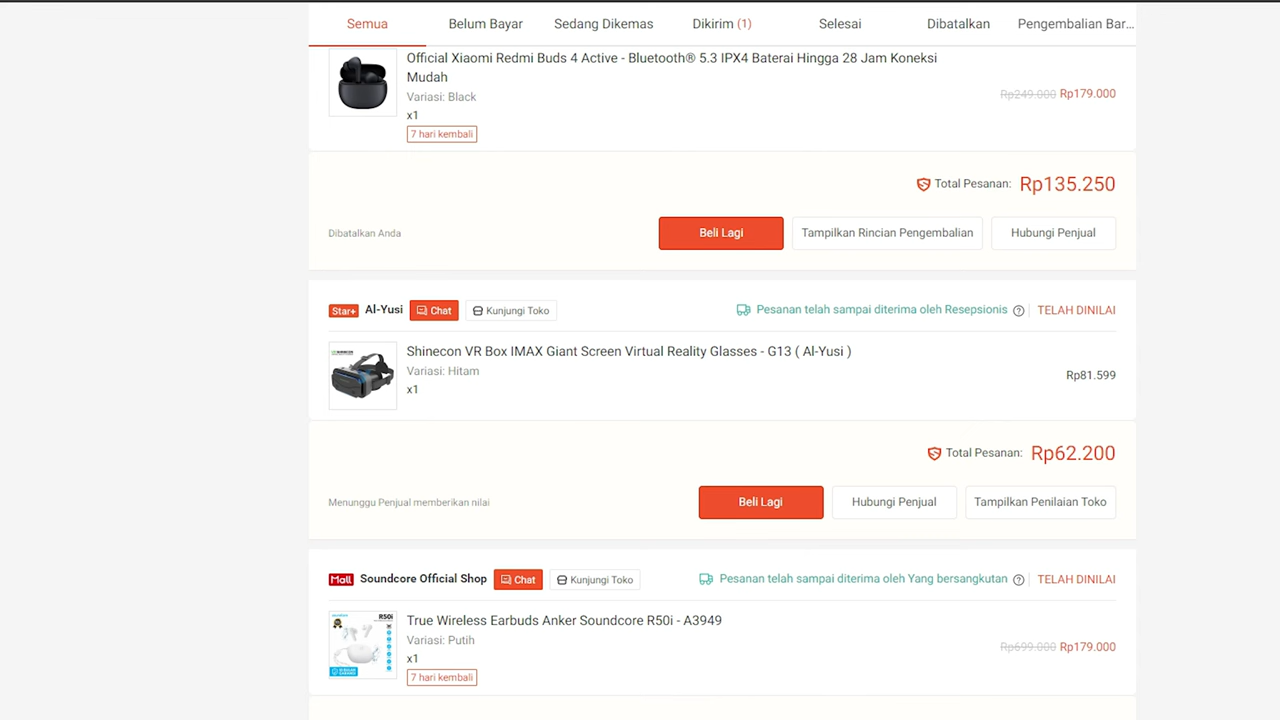 Semua Belum Bayar Sedang Dikemas Dikirim (1) Selesai Dibatalkan Pengembalian Bar...
Official Xiaomi Redmi Buds 4 Active - Bluetooth® 5.3 IPX4 Baterai Hingga 28 Jam Koneksi
Mudah
Variasi: Black
Rp249.000 Rp179.000
x1
7 hari kembali
Total Pesanan: Rp135.250
Dibatalkan Anda
Beli Lagi
Tampilkan Rincian Pengembalian
Hubungi Penjual
Star+ Al-Yusi Chat Kunjungi Toko Pesanan telah sampai diterima oleh Resepsionis ? TELAH DINILAI
SHINECON
Shinecon VR Box IMAX Giant Screen Virtual Reality Glasses - G13 ( Al-Yusi )
Variasi: Hitam
Rp81.599
x1
Total Pesanan: Rp62.200
Menunggu Penjual memberikan nilai
Beli Lagi
Hubungi Penjual
Tampilkan Penilaian Toko
Mall Soundcore Official Shop Chat Kunjungi Toko Pesanan telah sampai diterima oleh Yang bersangkutan ? TELAH DINILAI
R50i
True Wireless Earbuds Anker Soundcore R50i - A3949
Variasi: Putih
Rp699.000 Rp179.000
x1
7 hari kembali